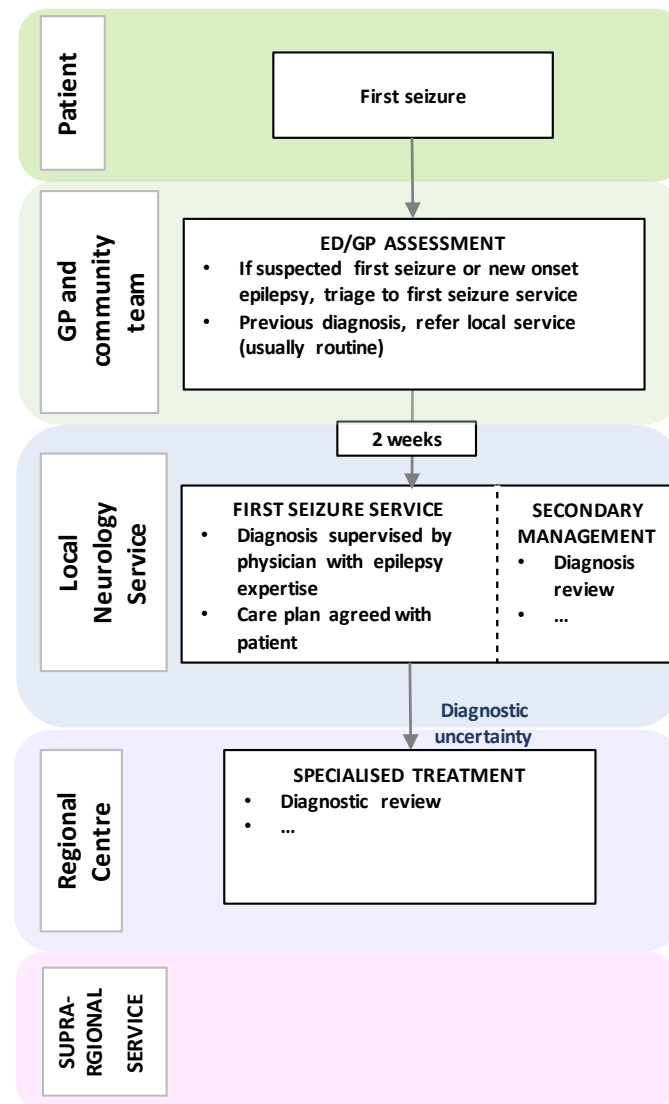 Patient
First seizure
GP and
community
team
ED/GP ASSESSMENT
• If suspected first seizure or new onset
epilepsy, triage to first seizure service
• Previous diagnosis, refer local service
(usually routine)
2 weeks
Local
Neurology
Service
FIRST SEIZURE SERVICE
• Diagnosis supervised by
physician with epilepsy
expertise
• Care plan agreed with
patient
SECONDARY
MANAGEMENT
• Diagnosis
review
• ...
Diagnostic
uncertainty
Regional
Centre
SPECIALISED TREATMENT
• Diagnostic review
• ...
SUPRA-
RGIONAL
SERVICE